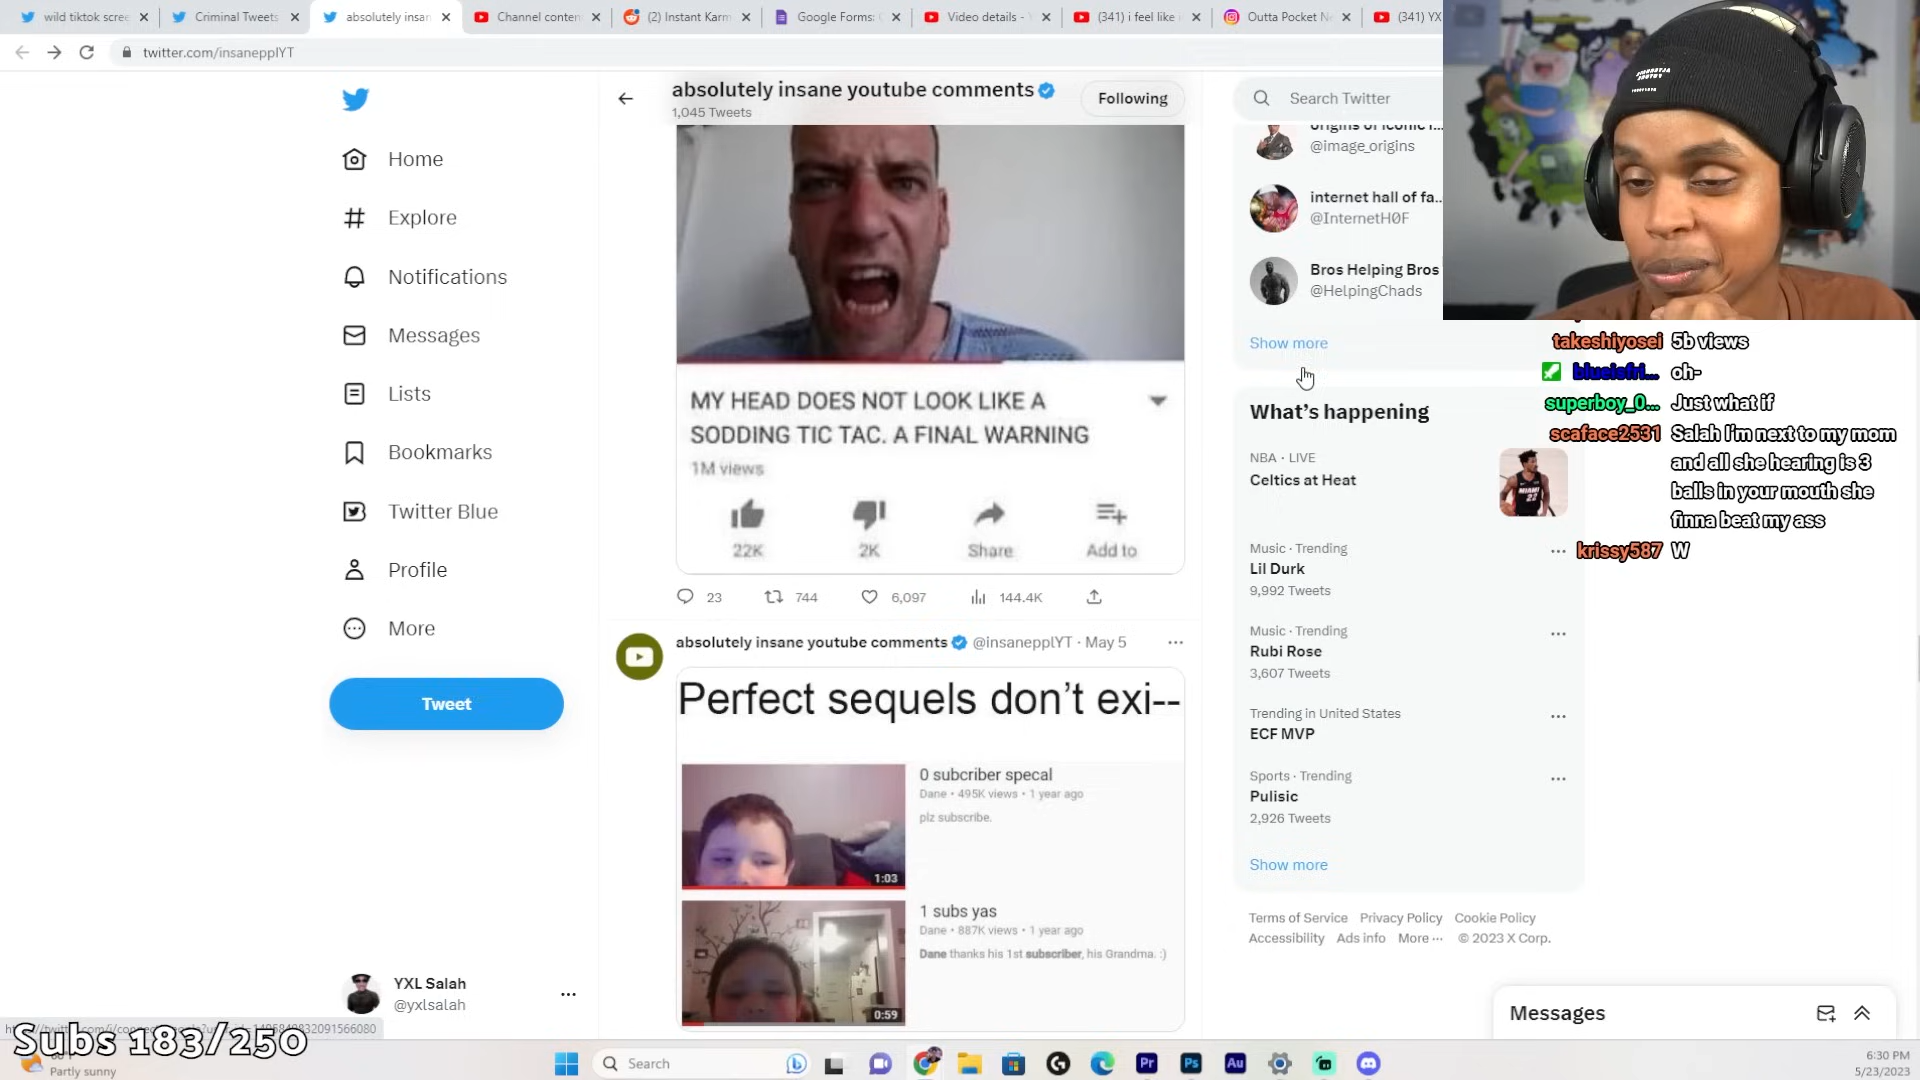 wild tiktok scree
Criminal Tweets
absolutely insan
Channel conten
(2) Instant Karm
Google Forms:
Video details -
(341) i feel like
Outta Pocket Ne
(341) YX
twitter.com/insanepplYT
absolutely insane youtube comments
1,045 Tweets
Following
Search Twitter
Home
Explore
Notifications
Messages
Lists
Bookmarks
Twitter Blue
Profile
More
Tweet
YXL Salah
@yxlsalah
MY HEAD DOES NOT LOOK LIKE A
SODDING TIC TAC. A FINAL WARNING
1M views
22K
2K
Share
Add to
23
744
6,097
144.4K
absolutely insane youtube comments @insanepplYT · May 5
Perfect sequels don't exi--
0 subcriber specal
Dane • 495K views • 1 year ago
plz subscribe.
1:03
1 subs yas
Dane • 887K views • 1 year ago
Dane thanks his 1st subscriber, his Grandma. :)
0:59
@image_origins
internet hall of fa...
@InternetH0F
Bros Helping Bros
@HelpingChads
Show more
What's happening
NBA · LIVE
Celtics at Heat
MIAMI
22
Music · Trending
Lil Durk
9,992 Tweets
Music · Trending
Rubi Rose
3,607 Tweets
Trending in United States
ECF MVP
Sports · Trending
Pulisic
2,926 Tweets
Show more
Terms of Service Privacy Policy Cookie Policy
Accessibility Ads info More ··· © 2023 X Corp.
takeshiyosei 5b views
blueisfri... oh-
superboy_0... Just what if
scaface2531 Salah I'm next to my mom
and all she hearing is 3
balls in your mouth she
finna beat my ass
krissy587 W
Messages
Subs 183/250
Partly sunny
Search
Pr
Ps
Au
6:30 PM
5/23/2023